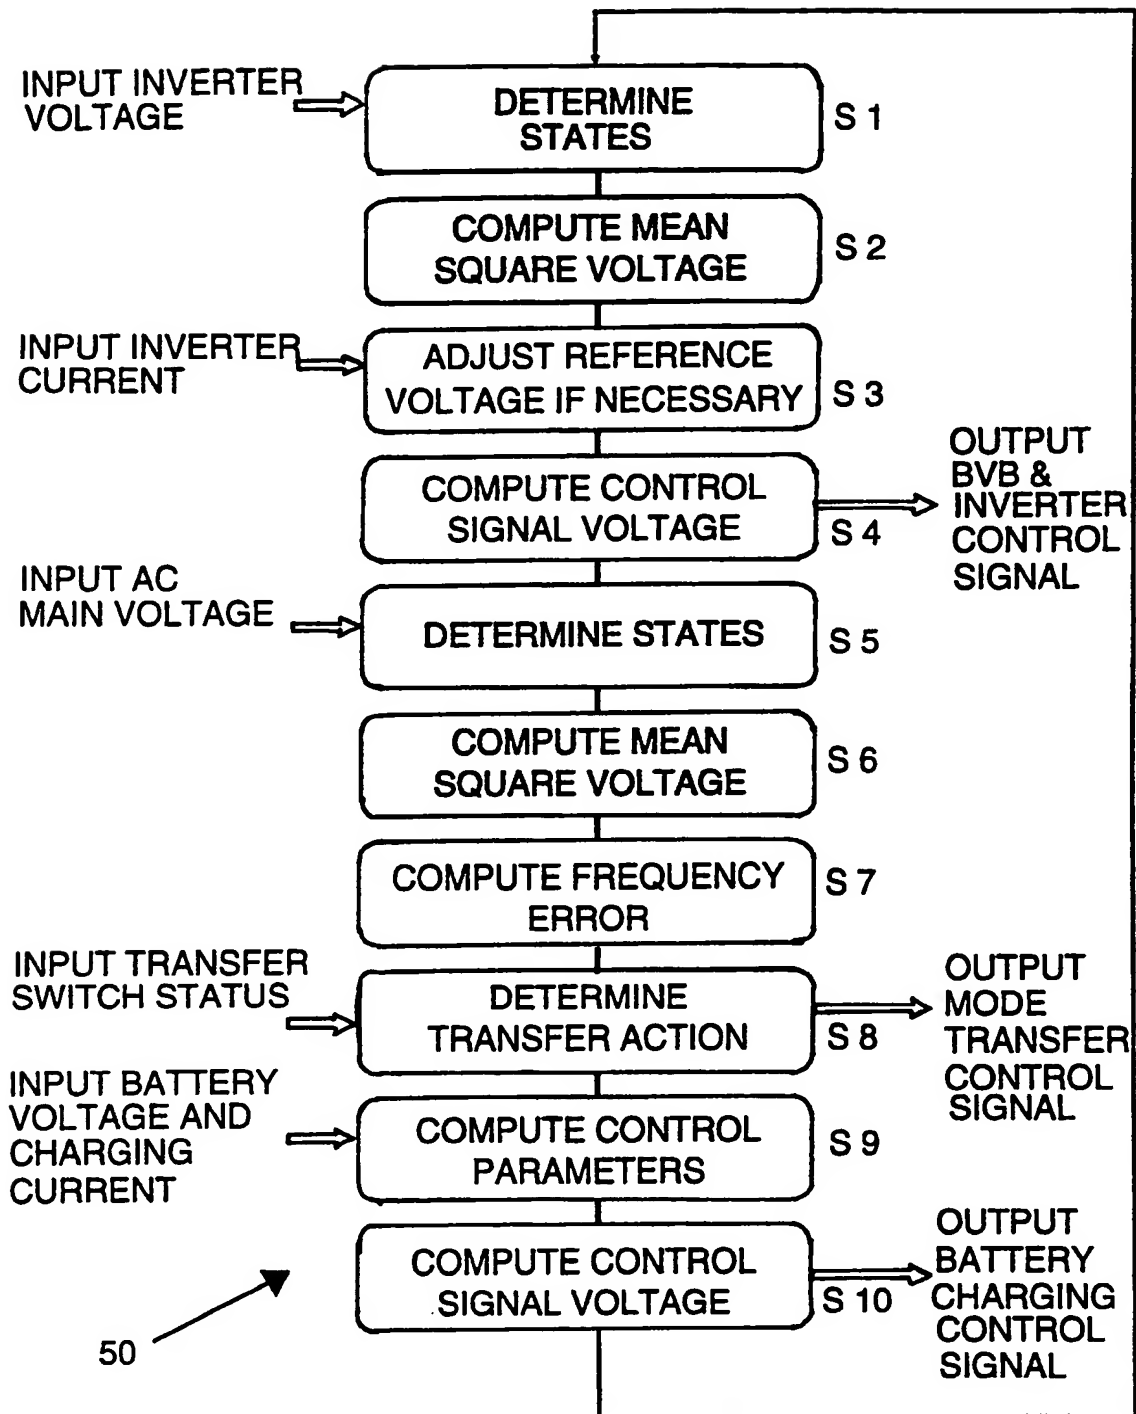 INPUT INVERTER
VOLTAGE
DETERMINE
STATES
S 1
COMPUTE MEAN
SQUARE VOLTAGE
S 2
INPUT INVERTER
CURRENT
ADJUST REFERENCE
VOLTAGE IF NECESSARY
S 3
COMPUTE CONTROL
SIGNAL VOLTAGE
S 4
OUTPUT
BVB &
INVERTER
CONTROL
SIGNAL
INPUT AC
MAIN VOLTAGE
DETERMINE STATES
S 5
COMPUTE MEAN
SQUARE VOLTAGE
S 6
COMPUTE FREQUENCY
ERROR
S 7
INPUT TRANSFER
SWITCH STATUS
DETERMINE
TRANSFER ACTION
S 8
OUTPUT
MODE
TRANSFER
CONTROL
SIGNAL
INPUT BATTERY
VOLTAGE AND
CHARGING
CURRENT
COMPUTE CONTROL
PARAMETERS
S 9
COMPUTE CONTROL
SIGNAL VOLTAGE
S 10
OUTPUT
BATTERY
CHARGING
CONTROL
SIGNAL
50